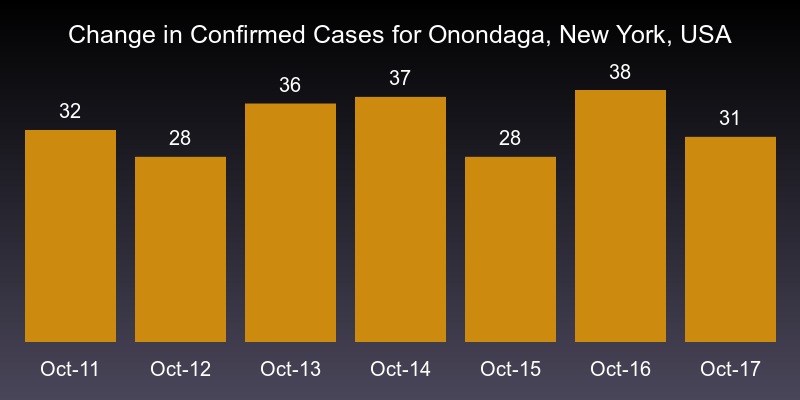 Change in Confirmed Cases for Onondaga, New York, USA
32
28
36
37
28
38
31
Oct-11
Oct-12
Oct-13
Oct-14
Oct-15
Oct-16
Oct-17